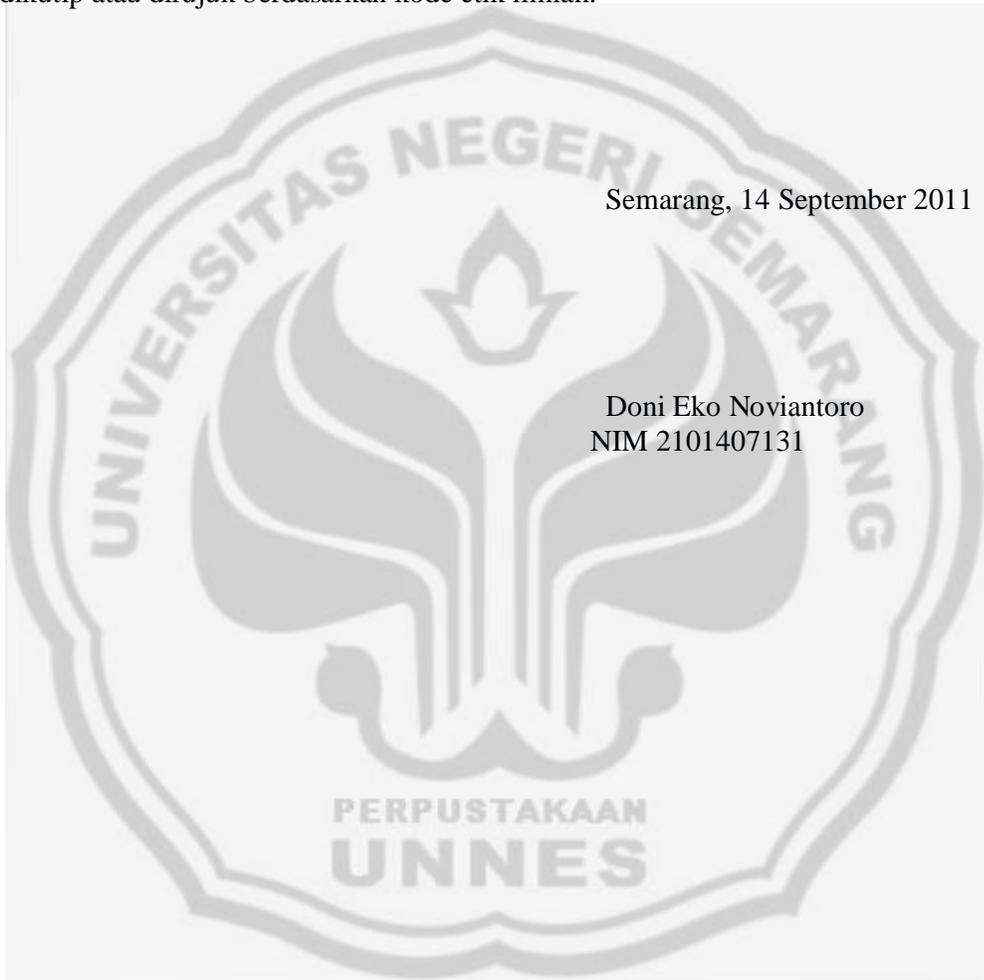 dikutip atau dirujuk berdasarkan kode etik ilmiah.
UNIVERSITAS NEGERI SEMARANG
Semarang, 14 September 2011
Doni Eko Noviantoro
NIM 2101407131
PERPUSTAKAAN
UNNES